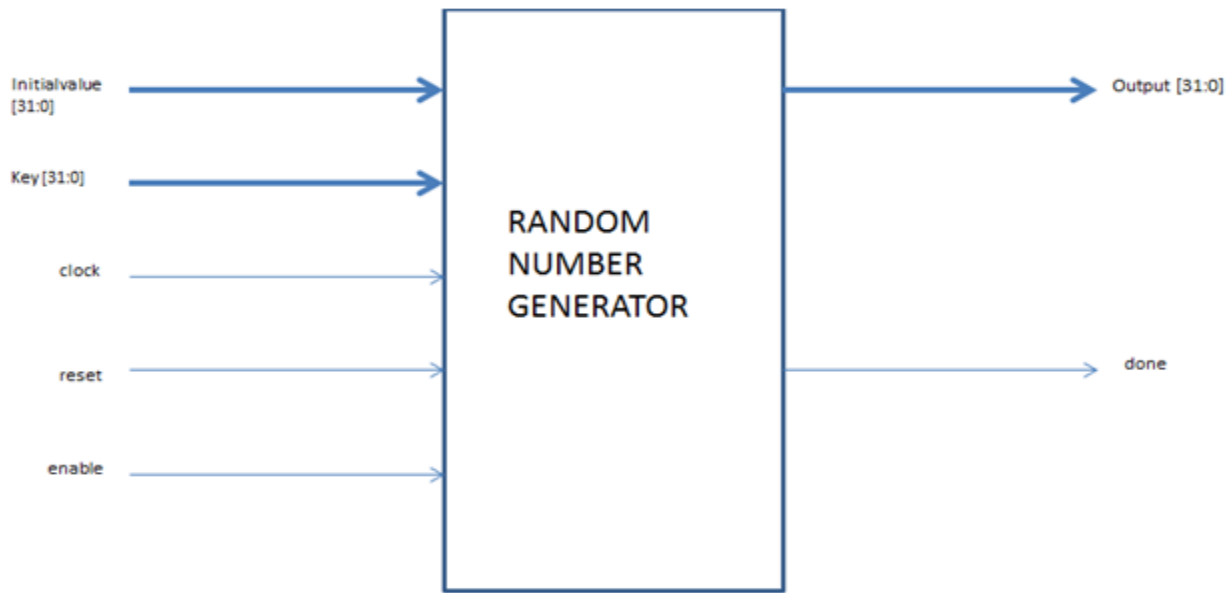 Initialvalue
[31:0]
Key[31:0]
clock
reset
enable
RANDOM
NUMBER
GENERATOR
Output [31:0]
done